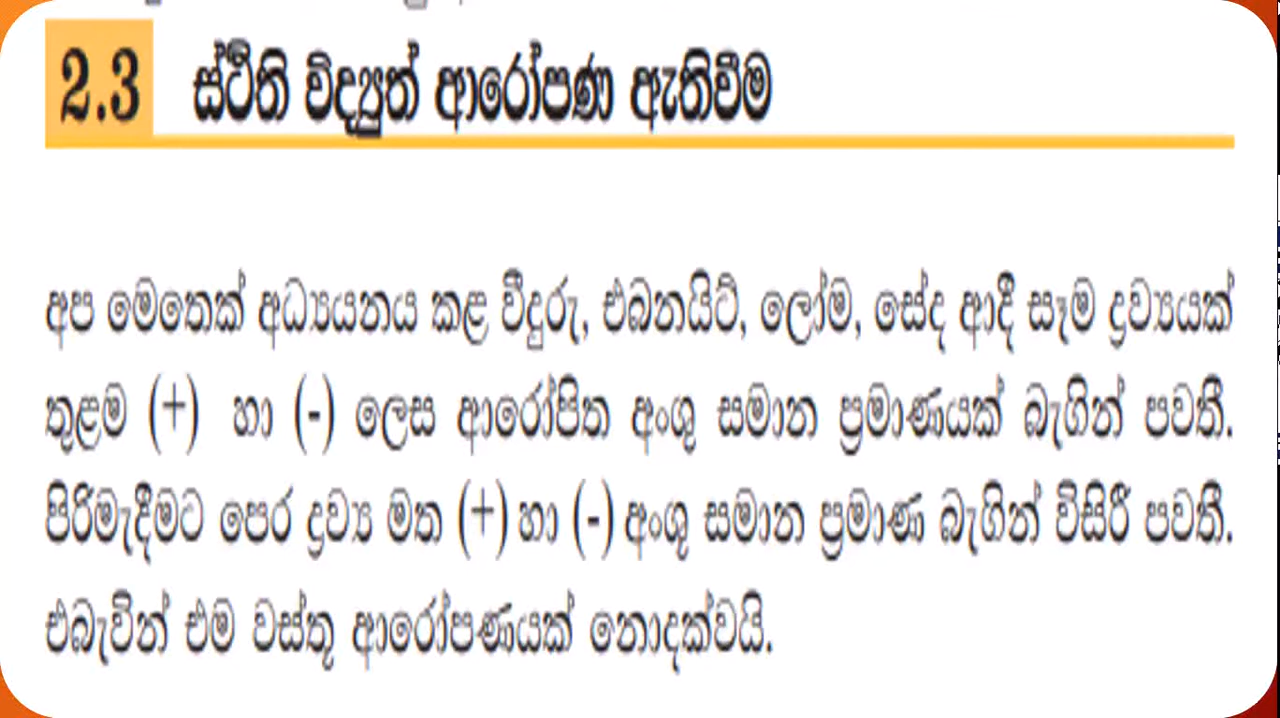 2.3 ස්ථිති විද්‍යුත් ආරෝපණ ඇතිවීම
අප මෙතෙක් අධ්‍යයනය කළ වීදුරු, එබනයිට්, ලෝම, සේද ආදී සෑම ද්‍රව්‍යයක්
තුළම (+) හා (-) ලෙස ආරෝපිත අංශු සමාන ප්‍රමාණයක් බැගින් පවතී.
පිරිමැදීමට පෙර ද්‍රව්‍ය මත (+) හා (-) අංශු සමාන ප්‍රමාණ බැගින් විසිරී පවතී.
එබැවින් එම වස්තු ආරෝපණයක් නොදක්වයි.